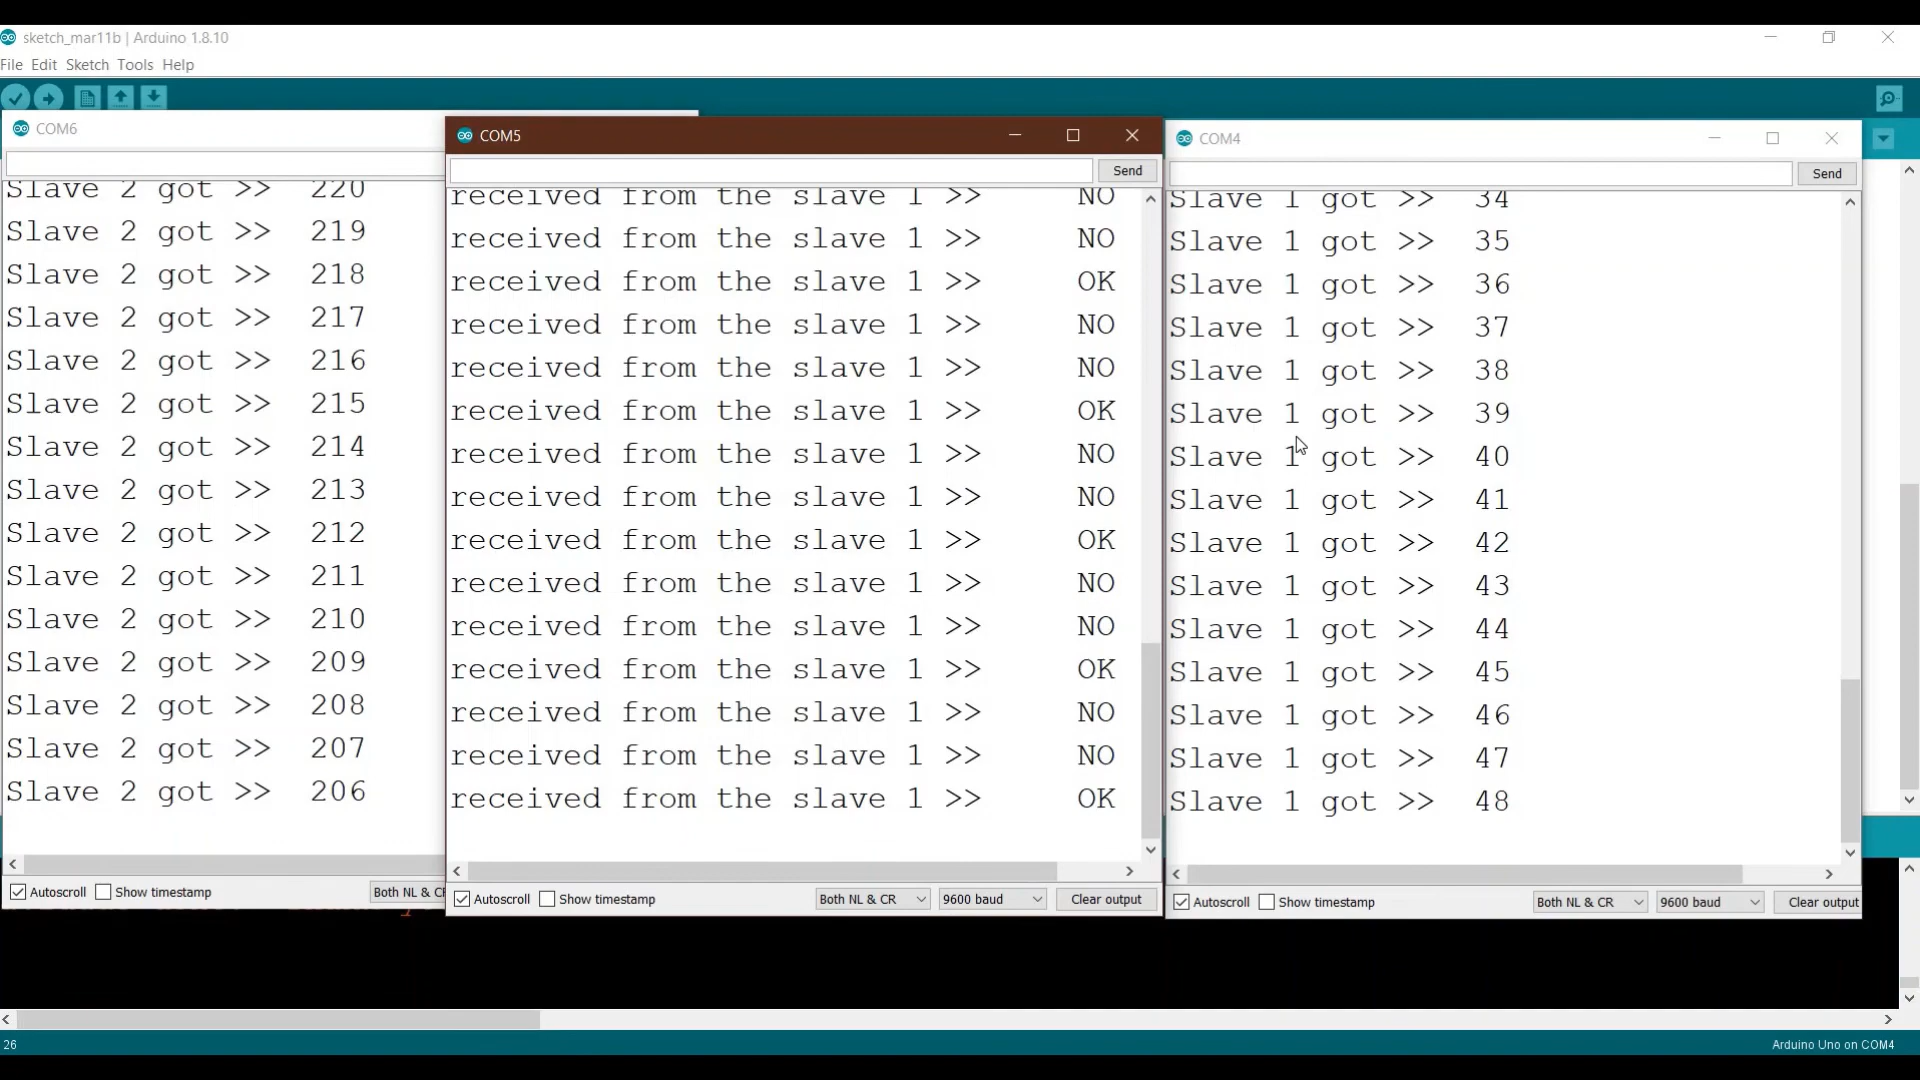 sketch_mar11b | Arduino 1.8.10
File Edit Sketch Tools Help
COM6
Slave 2 got >> 220
Slave 2 got >> 219
Slave 2 got >> 218
Slave 2 got >> 217
Slave 2 got >> 216
Slave 2 got >> 215
Slave 2 got >> 214
Slave 2 got >> 213
Slave 2 got >> 212
Slave 2 got >> 211
Slave 2 got >> 210
Slave 2 got >> 209
Slave 2 got >> 208
Slave 2 got >> 207
Slave 2 got >> 206
Autoscroll Show timestamp Both NL & CR
COM5
Send
received from the slave 1 >> NO
received from the slave 1 >> NO
received from the slave 1 >> OK
received from the slave 1 >> NO
received from the slave 1 >> NO
received from the slave 1 >> OK
received from the slave 1 >> NO
received from the slave 1 >> NO
received from the slave 1 >> OK
received from the slave 1 >> NO
received from the slave 1 >> NO
received from the slave 1 >> OK
received from the slave 1 >> NO
received from the slave 1 >> NO
received from the slave 1 >> OK
Autoscroll Show timestamp Both NL & CR 9600 baud Clear output
COM4
Send
Slave 1 got >> 34
Slave 1 got >> 35
Slave 1 got >> 36
Slave 1 got >> 37
Slave 1 got >> 38
Slave 1 got >> 39
Slave 1 got >> 40
Slave 1 got >> 41
Slave 1 got >> 42
Slave 1 got >> 43
Slave 1 got >> 44
Slave 1 got >> 45
Slave 1 got >> 46
Slave 1 got >> 47
Slave 1 got >> 48
Autoscroll Show timestamp Both NL & CR 9600 baud Clear output
26
Arduino Uno on COM4